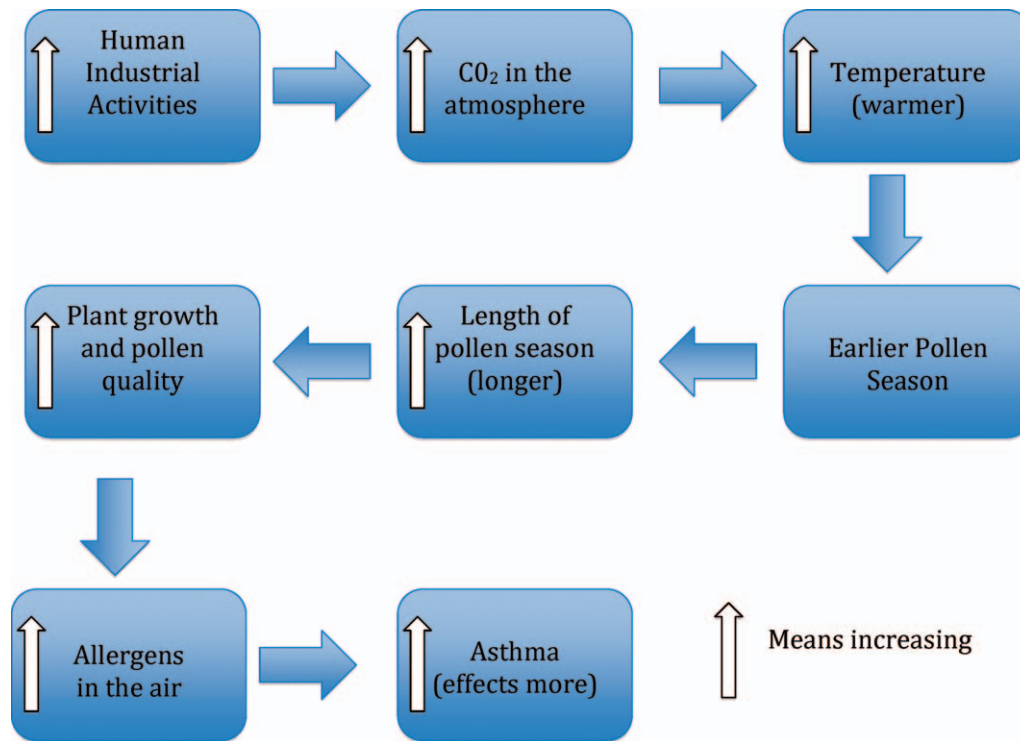 Human
Industrial
Activities
C0₂ in the
atmosphere
Temperature
(warmer)
Earlier Pollen
Season
Length of
pollen season
(longer)
Plant growth
and pollen
quality
Allergens
in the air
Asthma
(effects more)
Means increasing